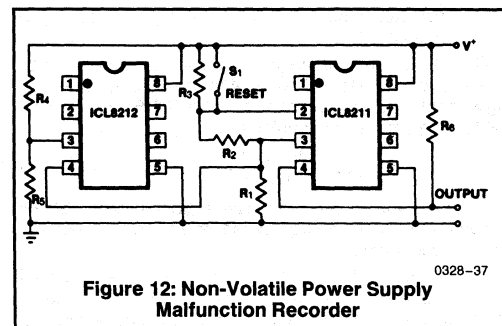 V⁺
R₄
1
8
ICL8212
2
7
3
6
4
5
R₅
R₃
S₁
RESET
R₂
R₁
1
8
ICL8211
2
7
3
6
4
5
R₆
OUTPUT
0328–37
Figure 12: Non-Volatile Power Supply
Malfunction Recorder